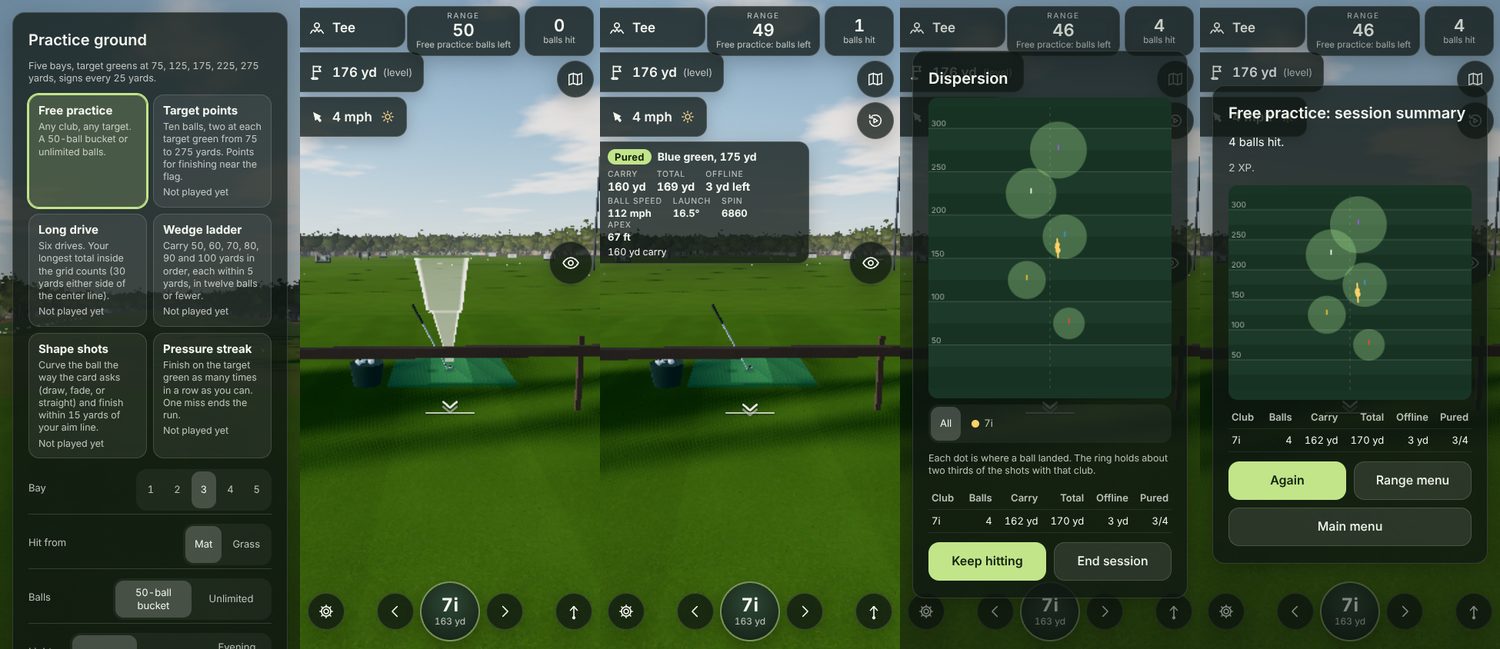 Practice ground
Five bays, target greens at 75, 125, 175, 225, 275
yards, signs every 25 yards.
Free practice
Any club, any target.
A 50-ball bucket or
unlimited balls.
Target points
Ten balls, two at each
target green from 75
to 275 yards. Points
for finishing near the
flag.
Not played yet
Long drive
Six drives. Your
longest total inside
the grid counts (30
yards either side of
the center line).
Not played yet
Wedge ladder
Carry 50, 60, 70, 80,
90 and 100 yards in
order, each within 5
yards, in twelve balls
or fewer.
Not played yet
Shape shots
Curve the ball the
way the card asks
(draw, fade, or
straight) and finish
within 15 yards of
your aim line.
Not played yet
Pressure streak
Finish on the target
green as many times
in a row as you can.
One miss ends the
run.
Not played yet
Bay
1 2 3 4 5
Hit from
Mat Grass
Balls
50-ball
bucket
Unlimited
Evening
Tee
RANGE
50
Free practice: balls left
0
balls hit
176 yd (level)
4 mph
7i
163 yd
Tee
RANGE
49
Free practice: balls left
1
balls hit
176 yd (level)
4 mph
Pured Blue green, 175 yd
CARRY TOTAL OFFLINE
160 yd 169 yd 3 yd left
BALL SPEED LAUNCH SPIN
112 mph 16.5° 6860
APEX
67 ft
160 yd carry
7i
163 yd
Tee
RANGE
46
Free practice: balls left
4
balls hit
Dispersion
300
250
200
150
100
50
All 7i
Each dot is where a ball landed. The ring holds about
two thirds of the shots with that club.
Club Balls Carry Total Offline Pured
7i 4 162 yd 170 yd 3 yd 3/4
Keep hitting End session
7i
163 yd
Tee
RANGE
46
Free practice: balls left
4
balls hit
176 yd (level)
Free practice: session summary
4 balls hit.
2 XP.
300
250
200
150
100
50
Club Balls Carry Total Offline Pured
7i 4 162 yd 170 yd 3 yd 3/4
Again Range menu
Main menu
7i
163 yd